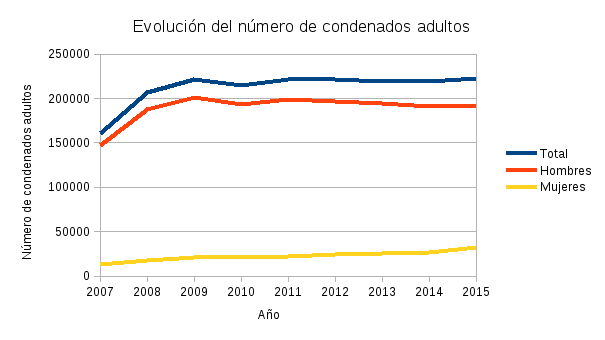 Evolución del número de condenados adultos
250000
200000
150000
100000
50000
0
Número de condenados adultos
2007 2008 2009 2010 2011 2012 2013 2014 2015
Año
Total
Hombres
Mujeres